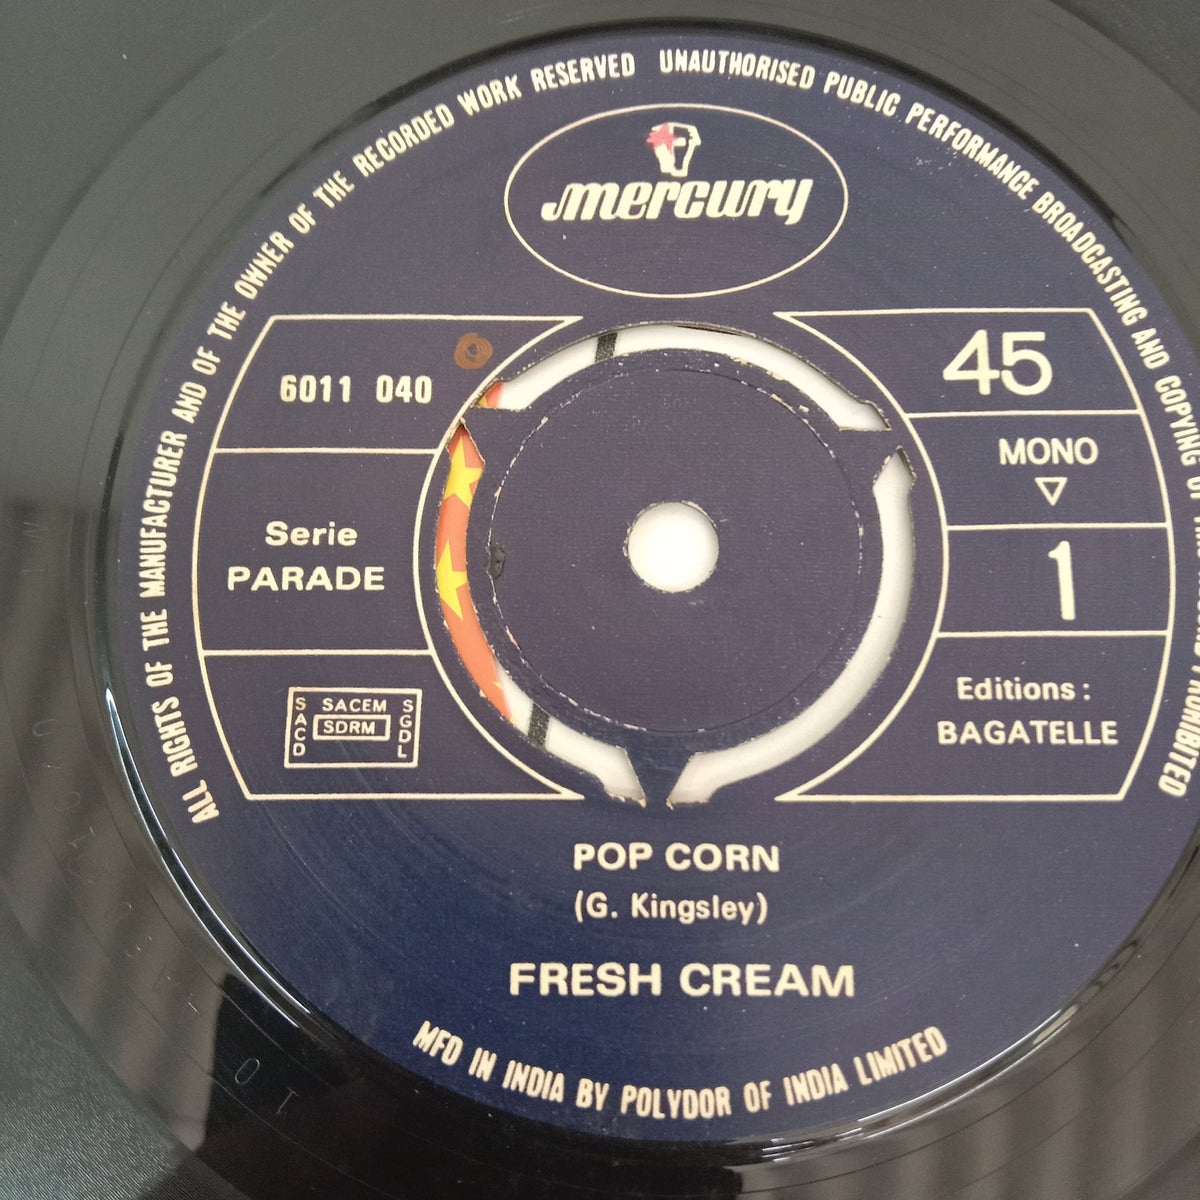 ALL RIGHTS OF THE MANUFACTURER AND OF THE OWNER OF THE RECORDED WORK RESERVED UNAUTHORISED PUBLIC PERFORMANCE BROADCASTING AND COPYING OF PROHIBITED
mercury
6011 040
45
MONO
1
Serie
PARADE
SACEM
SACD
SDRM
SGDL
Editions:
BAGATELLE
POP CORN
(G. Kingsley)
FRESH CREAM
MFD IN INDIA BY POLYDOR OF INDIA LIMITED